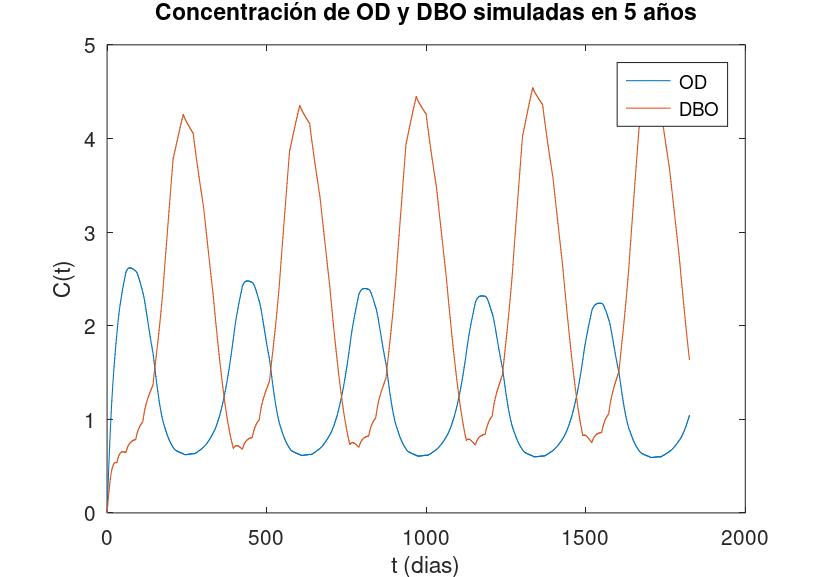 Concentración de OD y DBO simuladas en 5 años
OD
DBO
5
4
3
2
1
0
C(t)
0 500 1000 1500 2000
t (dias)